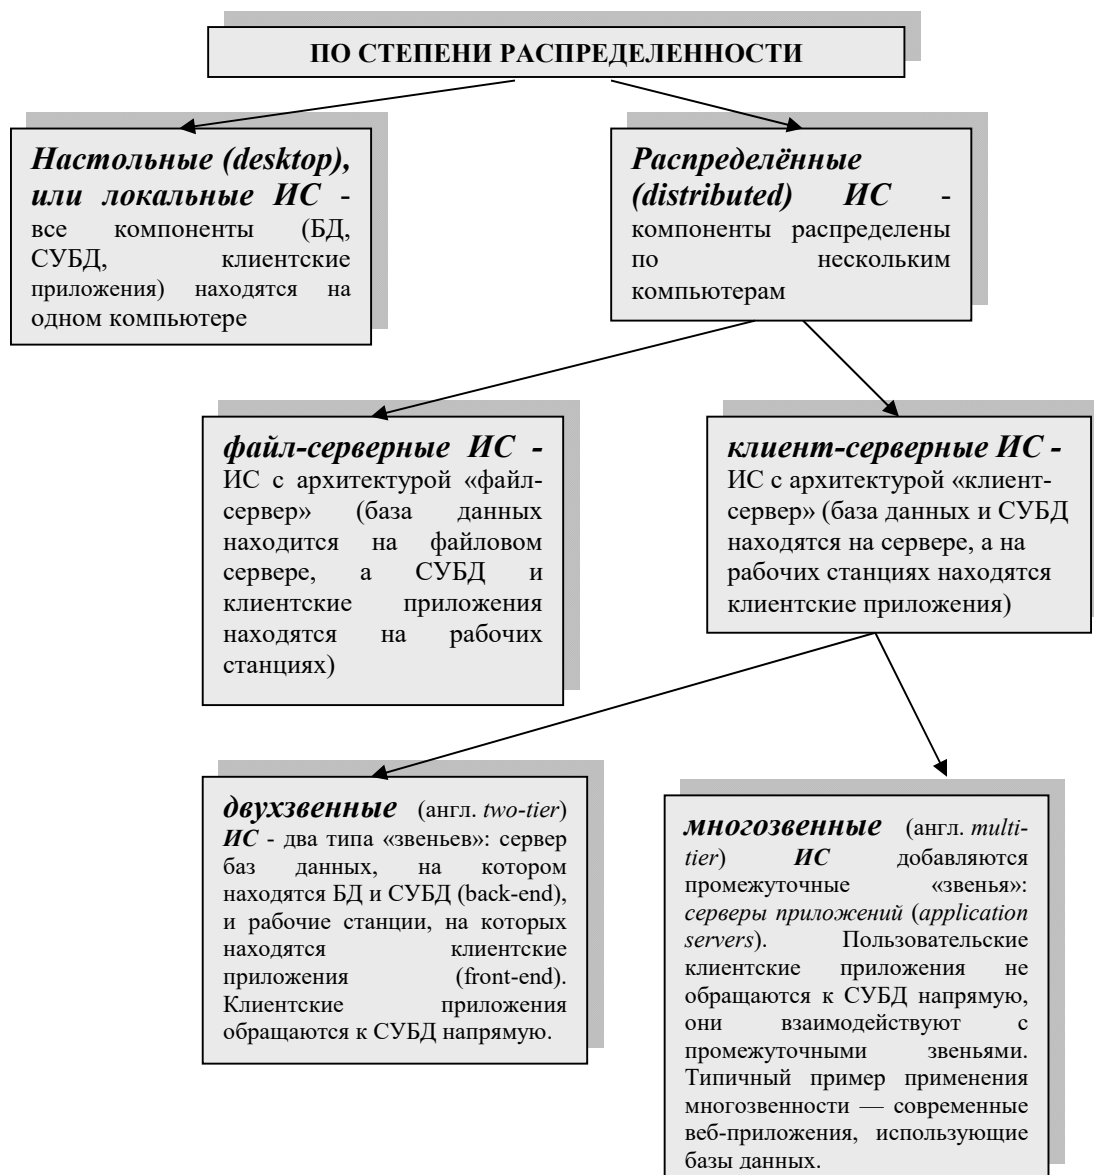 ПО СТЕПЕНИ РАСПРЕДЕЛЕННОСТИ
Настольные (desktop),
или локальные ИС -
все компоненты (БД,
СУБД, клиентские
приложения) находятся на
одном компьютере
Распределённые
(distributed) ИС -
компоненты распределены
по нескольким
компьютерам
файл-серверные ИС -
ИС с архитектурой «файл-
сервер» (база данных
находится на файловом
сервере, а СУБД и
клиентские приложения
находятся на рабочих
станциях)
клиент-серверные ИС -
ИС с архитектурой «клиент-
сервер» (база данных и СУБД
находятся на сервере, а на
рабочих станциях находятся
клиентские приложения)
двухзвенные (англ. two-tier)
ИС - два типа «звеньев»: сервер
баз данных, на котором
находятся БД и СУБД (back-end),
и рабочие станции, на которых
находятся клиентские
приложения (front-end).
Клиентские приложения
обращаются к СУБД напрямую.
многозвенные (англ. multi-
tier) ИС добавляются
промежуточные «звенья»:
серверы приложений (application
servers). Пользовательские
клиентские приложения не
обращаются к СУБД напрямую,
они взаимодействуют с
промежуточными звеньями.
Типичный пример применения
многозвенности — современные
веб-приложения, использующие
базы данных.